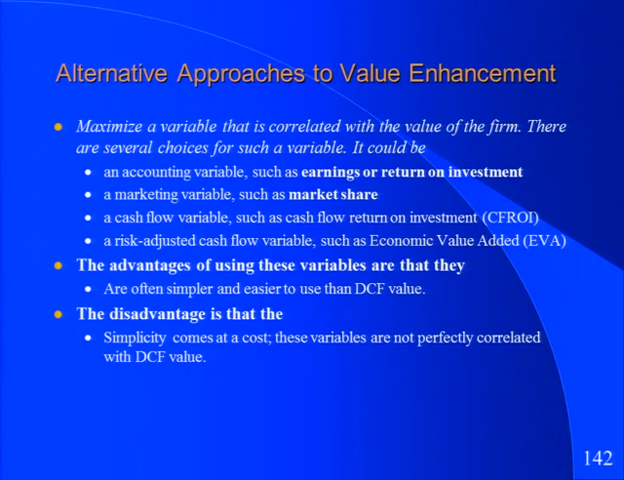 Alternative Approaches to Value Enhancement
Maximize a variable that is correlated with the value of the firm. There
are several choices for such a variable. It could be
an accounting variable, such as earnings or return on investment
a marketing variable, such as market share
a cash flow variable, such as cash flow return on investment (CFROI)
a risk-adjusted cash flow variable, such as Economic Value Added (EVA)
The advantages of using these variables are that they
Are often simpler and easier to use than DCF value.
The disadvantage is that the
Simplicity comes at a cost; these variables are not perfectly correlated
with DCF value.
142